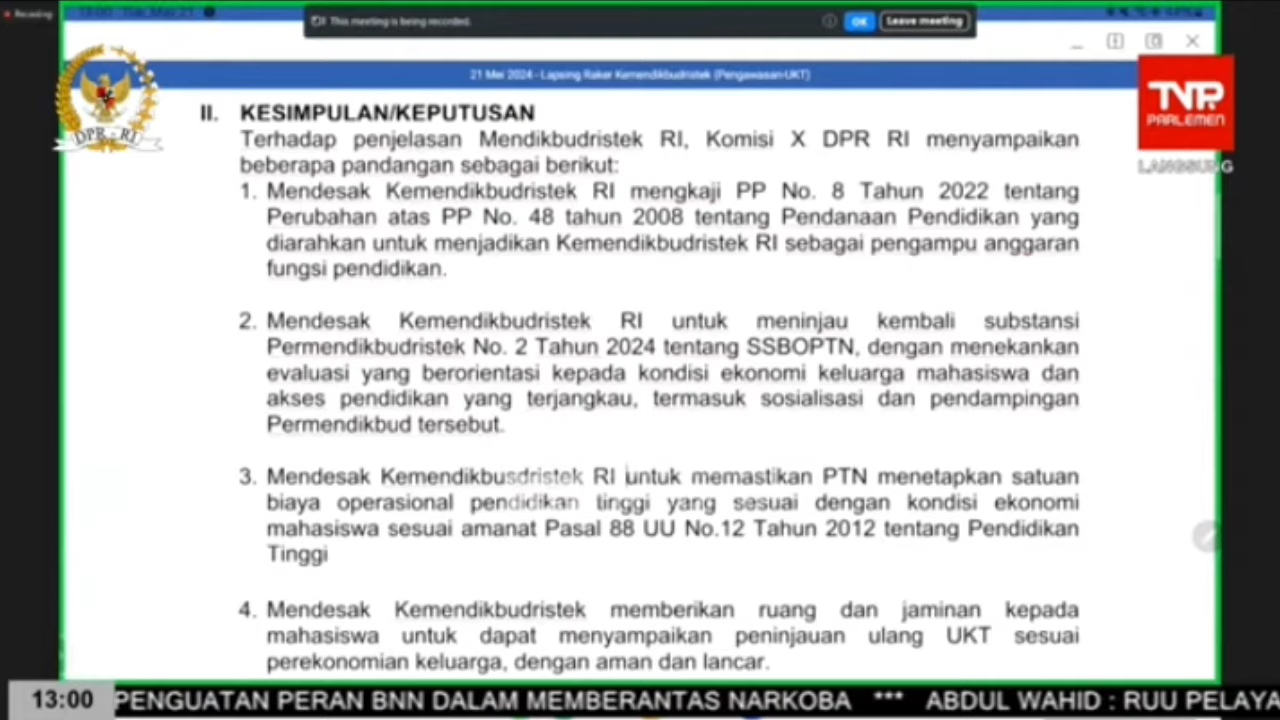 Recording
13:00 Tue, May 21
This meeting is being recorded.
OK
Leave meeting
21 Mei 2024 - Lapsing Raker Kemendikbudristek (Pengawasan-UKT)
DPR - RI
TVR
PARLEMEN
LANGSUNG
II. KESIMPULAN/KEPUTUSAN
Terhadap penjelasan Mendikbudristek RI, Komisi X DPR RI menyampaikan
beberapa pandangan sebagai berikut:
1. Mendesak Kemendikbudristek RI mengkaji PP No. 8 Tahun 2022 tentang
Perubahan atas PP No. 48 tahun 2008 tentang Pendanaan Pendidikan yang
diarahkan untuk menjadikan Kemendikbudristek RI sebagai pengampu anggaran
fungsi pendidikan.
2. Mendesak Kemendikbudristek RI untuk meninjau kembali substansi
Permendikbudristek No. 2 Tahun 2024 tentang SSBOPTN, dengan menekankan
evaluasi yang berorientasi kepada kondisi ekonomi keluarga mahasiswa dan
akses pendidikan yang terjangkau, termasuk sosialisasi dan pendampingan
Permendikbud tersebut.
3. Mendesak Kemendikbusdristek RI untuk memastikan PTN menetapkan satuan
biaya operasional pendidikan tinggi yang sesuai dengan kondisi ekonomi
mahasiswa sesuai amanat Pasal 88 UU No.12 Tahun 2012 tentang Pendidikan
Tinggi
4. Mendesak Kemendikbudristek memberikan ruang dan jaminan kepada
mahasiswa untuk dapat menyampaikan peninjauan ulang UKT sesuai
perekonomian keluarga, dengan aman dan lancar.
13:00 PENGUATAN PERAN BNN DALAM MEMBERANTAS NARKOBA *** ABDUL WAHID : RUU PELAYA